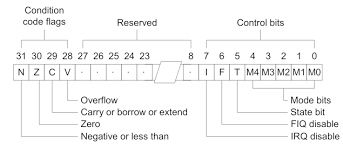 Condition
code flags
Reserved
Control bits
31 30 29 28 27 26 25 24 23 8 7 6 5 4 3 2 1 0
N Z C V · · · · · · I F T M4 M3 M2 M1 M0
Overflow
Carry or borrow or extend
Zero
Negative or less than
Mode bits
State bit
FIQ disable
IRQ disable